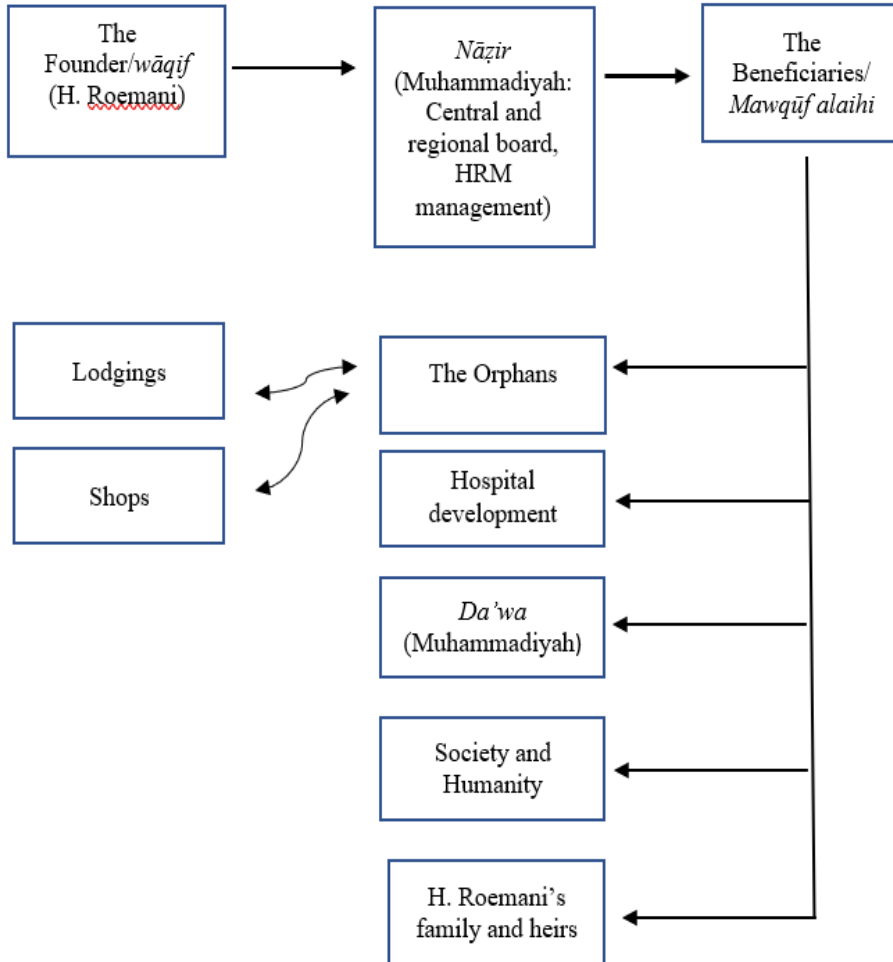 The
Founder/wāqif
(H. Roemani)
Nāẓir
(Muhammadiyah:
Central and
regional board,
HRM
management)
The
Beneficiaries/
Mawqūf alaihi
Lodgings
The Orphans
Shops
Hospital
development
Da’wa
(Muhammadiyah)
Society and
Humanity
H. Roemani’s
family and heirs